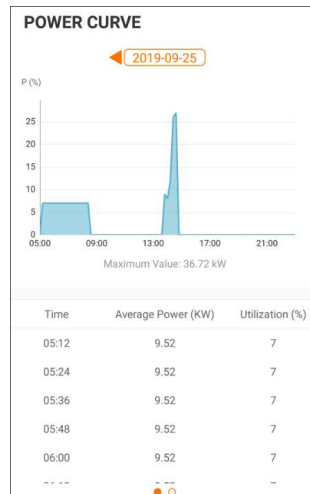 POWER CURVE
2019-09-25
P (%)
25
20
15
10
5
0
05:00 09:00 13:00 17:00 21:00
Maximum Value: 36.72 kW
Time Average Power (KW) Utilization (%)
05:12 9.52 7
05:24 9.52 7
05:36 9.52 7
05:48 9.52 7
06:00 9.52 7